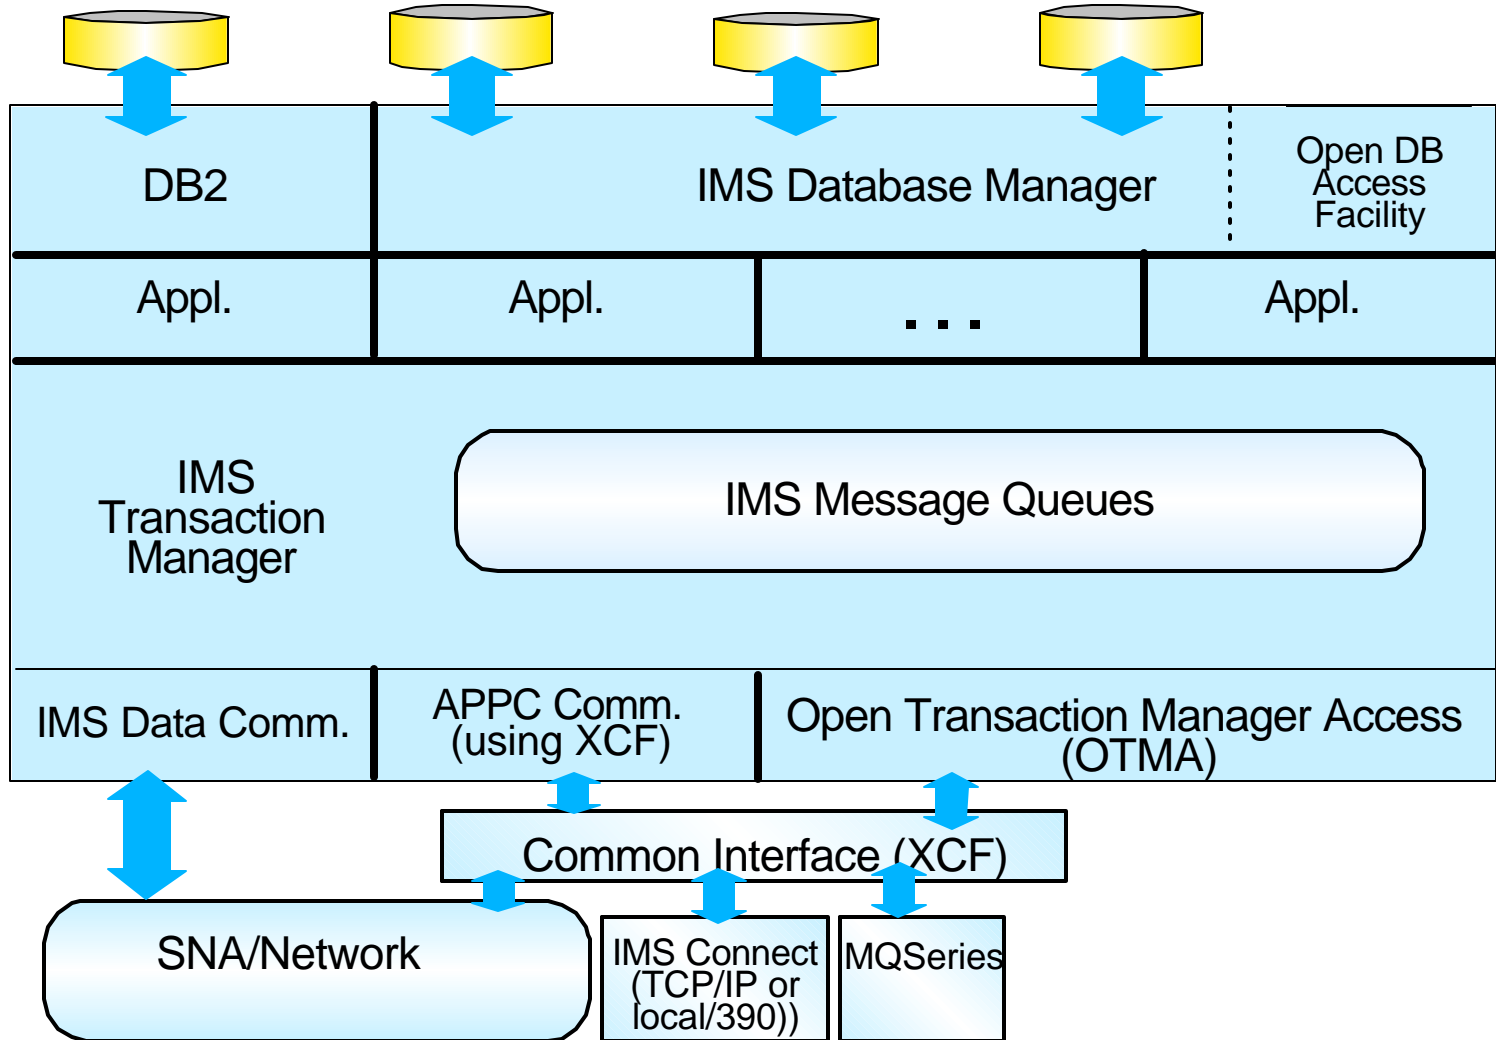 DB2
IMS Database Manager
Open DB
Access
Facility
Appl.
Appl.
. . .
Appl.
IMS
Transaction
Manager
IMS Message Queues
IMS Data Comm.
APPC Comm.
(using XCF)
Open Transaction Manager Access
(OTMA)
Common Interface (XCF)
SNA/Network
IMS Connect
(TCP/IP or
local/390))
MQSeries